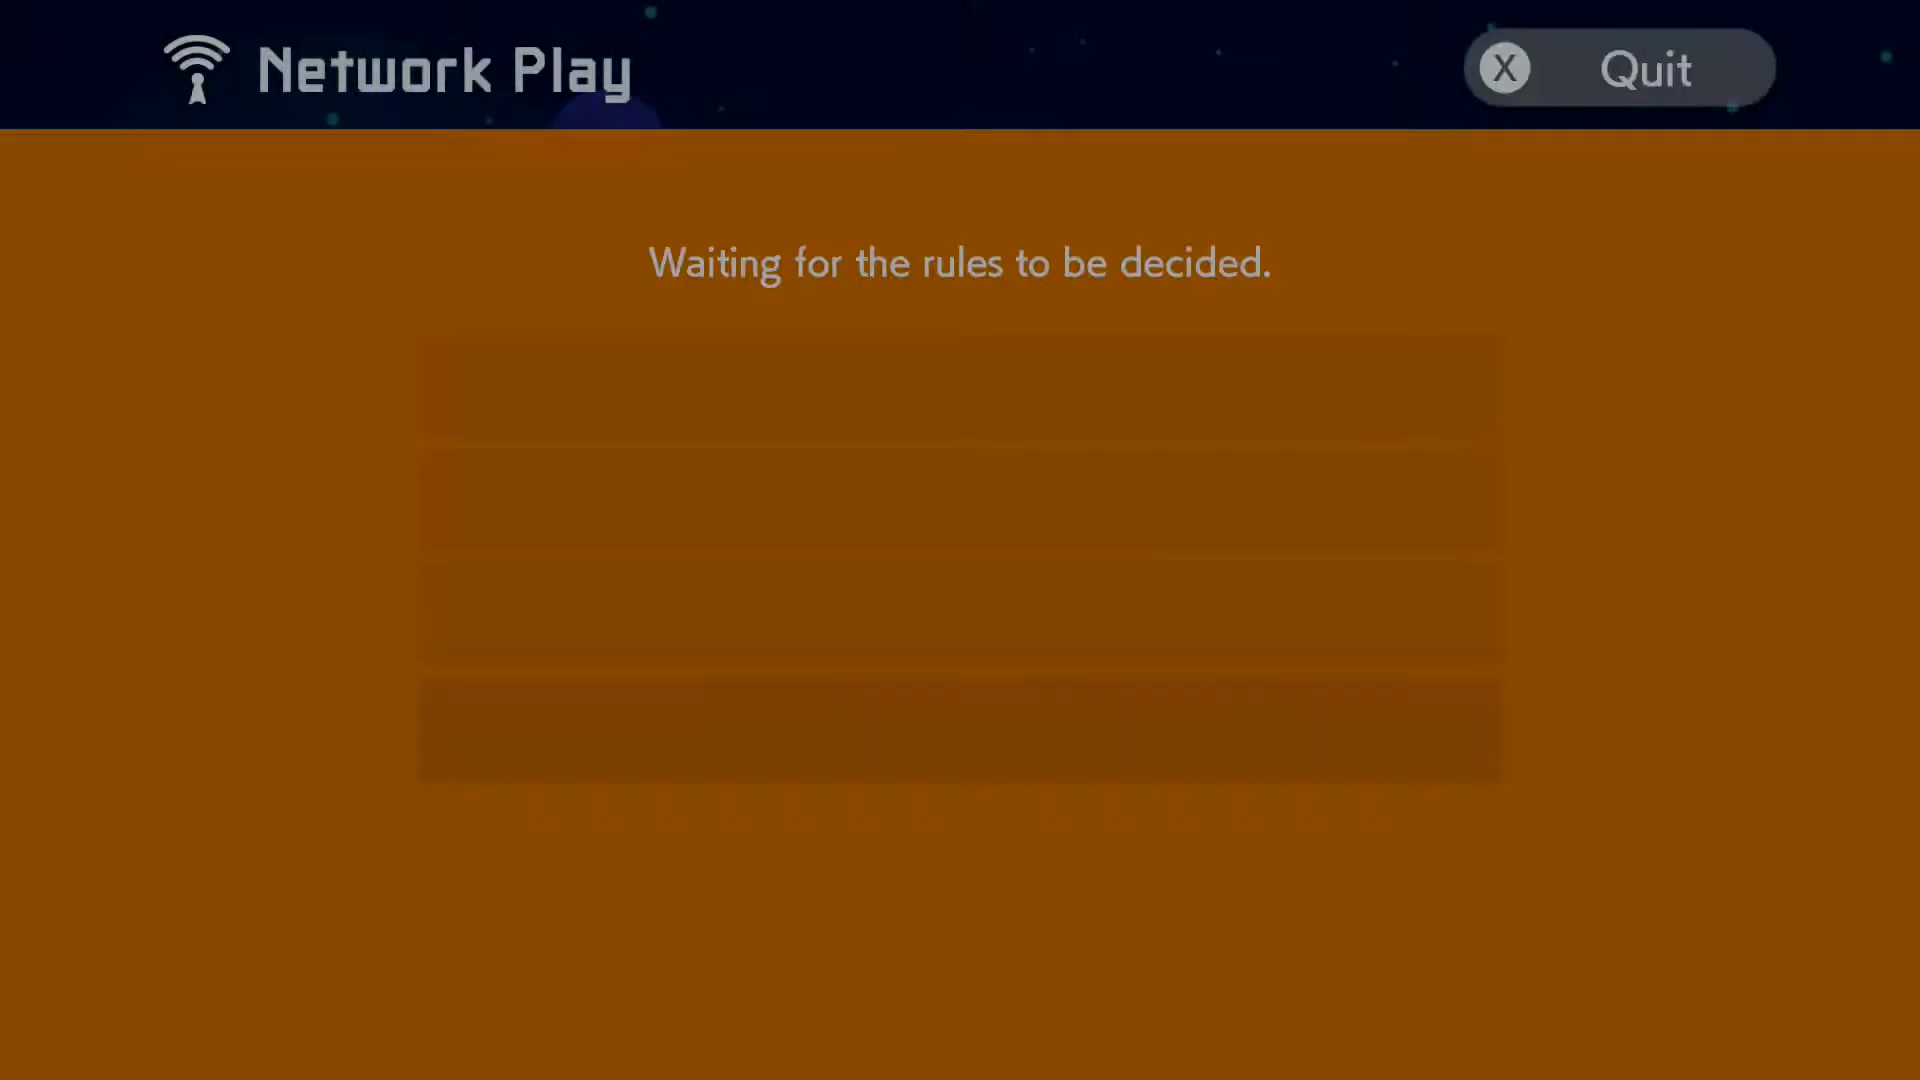 Network Play
X Quit
Waiting for the rules to be decided.